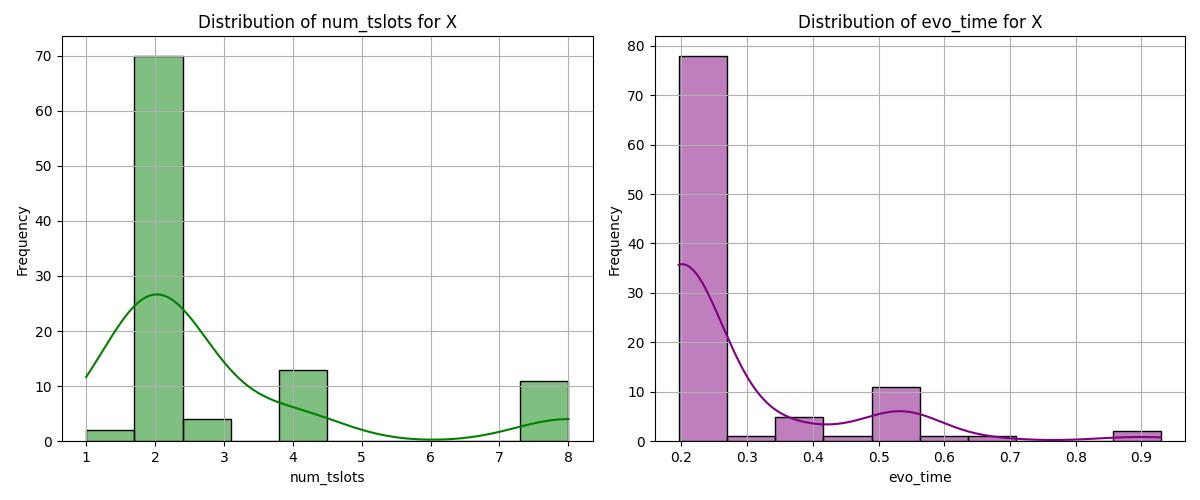 Distribution of num_tslots for X
Frequency
70
60
50
40
30
20
10
0
1 2 3 4 5 6 7 8
num_tslots
Distribution of evo_time for X
Frequency
80
70
60
50
40
30
20
10
0
0.2 0.3 0.4 0.5 0.6 0.7 0.8 0.9
evo_time